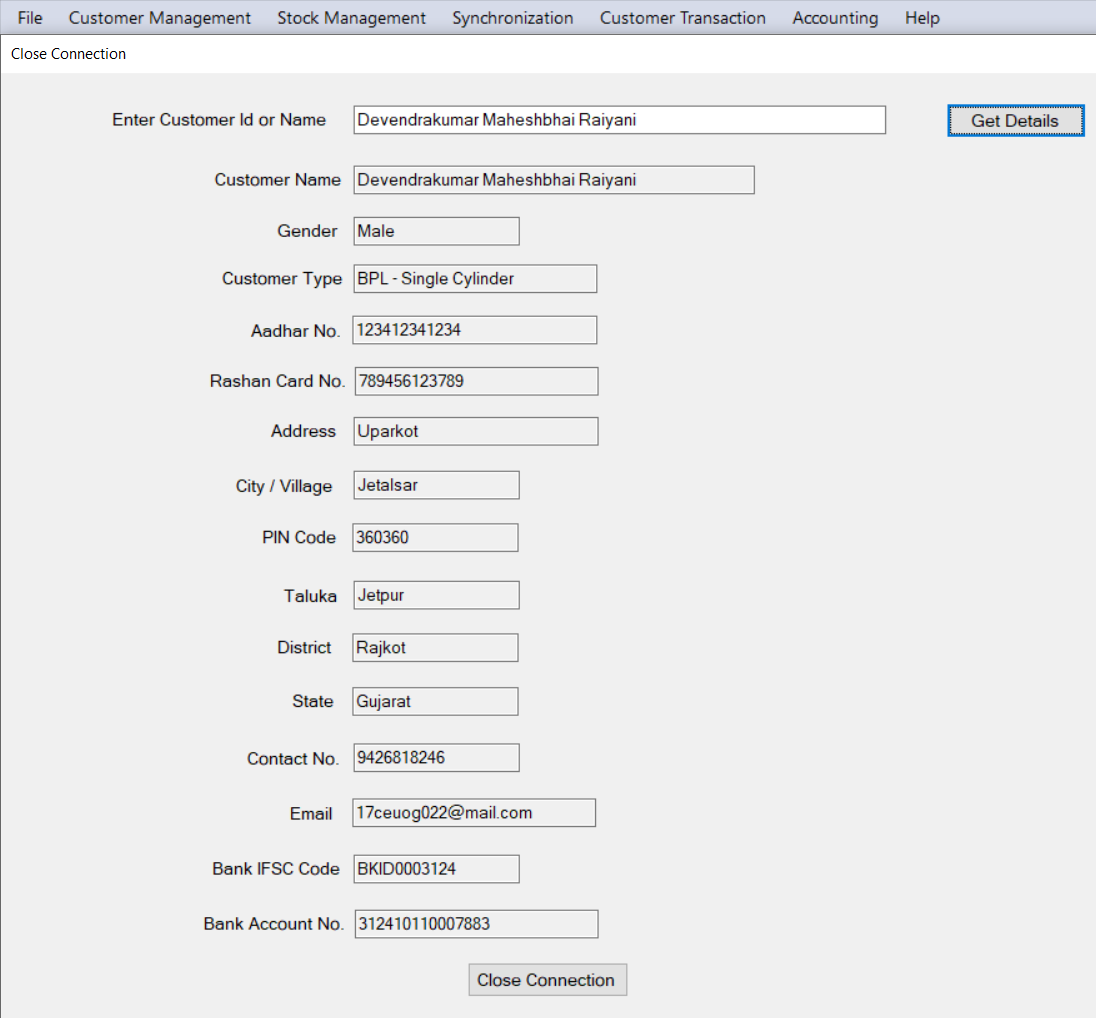 File Customer Management Stock Management Synchronization Customer Transaction Accounting Help
Close Connection
Enter Customer Id or Name Devendrakumar Maheshbhai Raiyani Get Details
Customer Name Devendrakumar Maheshbhai Raiyani
Gender Male
Customer Type BPL - Single Cylinder
Aadhar No. 123412341234
Rashan Card No. 789456123789
Address Uparkot
City / Village Jetalsar
PIN Code 360360
Taluka Jetpur
District Rajkot
State Gujarat
Contact No. 9426818246
Email 17ceuog022@mail.com
Bank IFSC Code BKID0003124
Bank Account No. 312410110007883
Close Connection